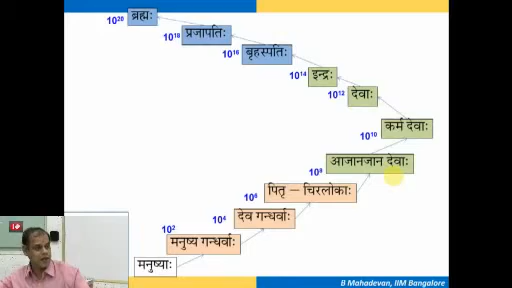 10²⁰ ब्रह्मः
10¹⁸ प्रजापतिः
10¹⁶ बृहस्पतिः
10¹⁴ इन्द्रः
10¹² देवाः
10¹⁰ कर्म देवाः
10⁸ आजानजान देवाः
10⁶ पितृ – चिरलोकाः
10⁴ देव गन्धर्वाः
10² मनुष्य गन्धर्वाः
मनुष्याः
B Mahadevan, IIM Bangalore